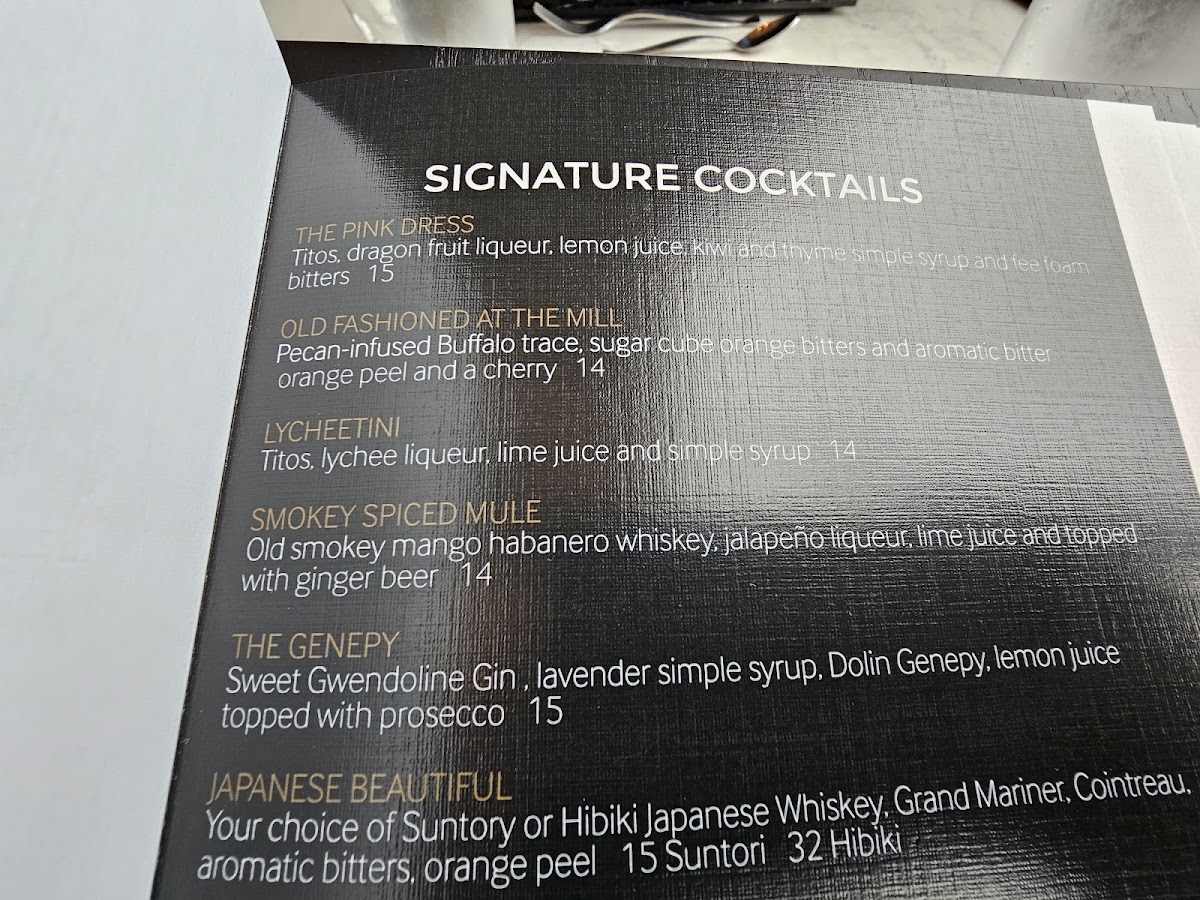 SIGNATURE COCKTAILS
THE PINK DRESS
Titos, dragon fruit liqueur, lemon juice, kiwi and thyme simple syrup and fee foam
bitters 15
OLD FASHIONED AT THE MILL
Pecan-infused Buffalo trace, sugar cube orange bitters and aromatic bitter
orange peel and a cherry 14
LYCHEETINI
Titos, lychee liqueur, lime juice and simple syrup 14
SMOKEY SPICED MULE
Old smokey mango habanero whiskey, jalapeño liqueur, lime juice and topped
with ginger beer 14
THE GENEPY
Sweet Gwendoline Gin , lavender simple syrup, Dolin Genepy, lemon juice
topped with prosecco 15
JAPANESE BEAUTIFUL
Your choice of Suntory or Hibiki Japanese Whiskey, Grand Mariner, Cointreau,
aromatic bitters, orange peel 15 Suntori 32 Hibiki